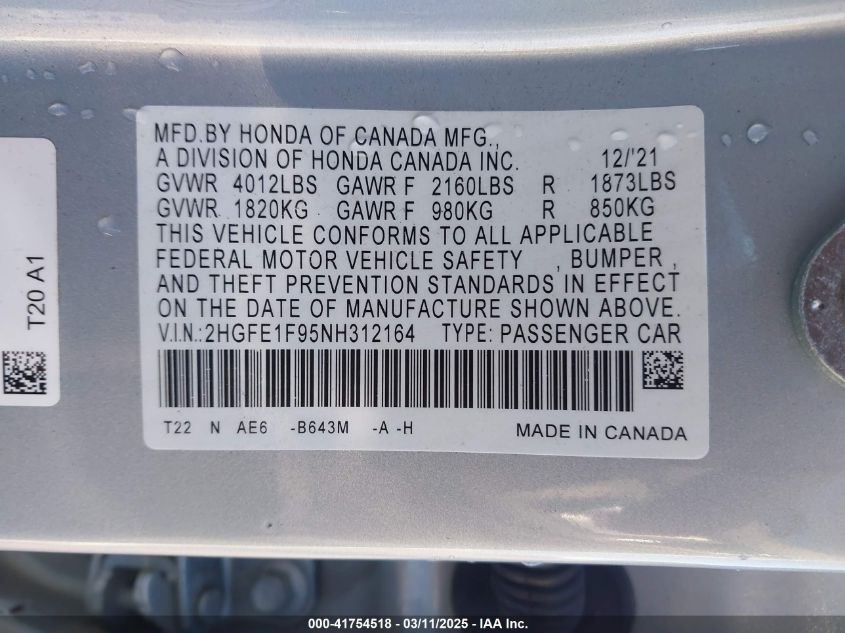 MFD.BY HONDA OF CANADA MFG.,
A DIVISION OF HONDA CANADA INC. 12/'21
GVWR 4012LBS GAWR F 2160LBS R 1873LBS
GVWR 1820KG GAWR F 980KG R 850KG
THIS VEHICLE CONFORMS TO ALL APPLICABLE
FEDERAL MOTOR VEHICLE SAFETY , BUMPER ,
AND THEFT PREVENTION STANDARDS IN EFFECT
ON THE DATE OF MANUFACTURE SHOWN ABOVE.
V.I.N.:2HGFE1F95NH312164 TYPE: PASSENGER CAR
T22 N AE6 -B643M -A -H MADE IN CANADA
T20 A1
000-41754518 - 03/11/2025 - IAA Inc.